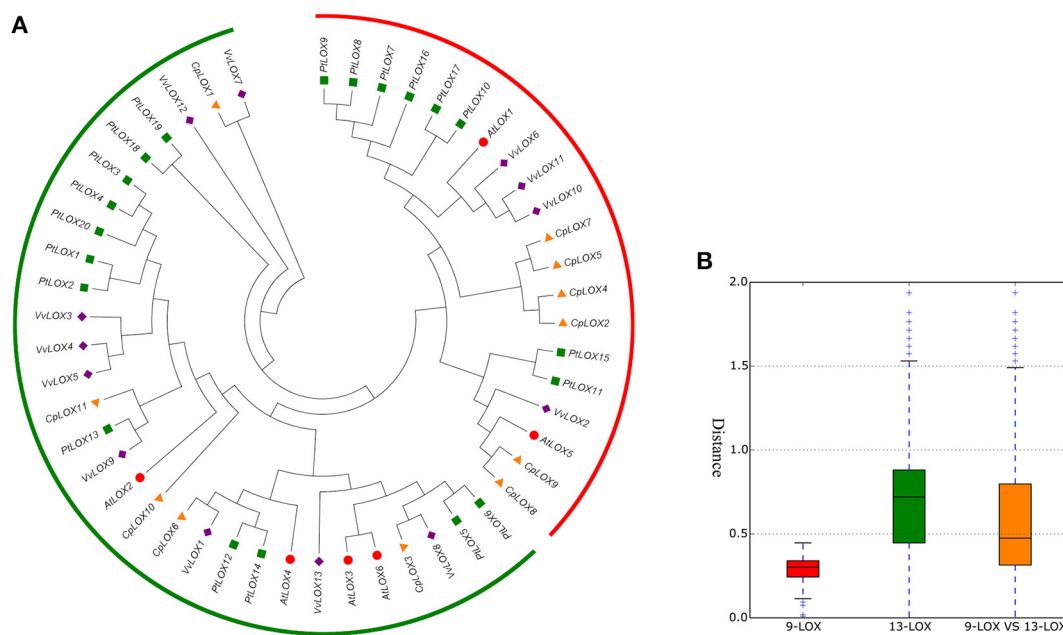 A
PtLOX9
PtLOX8
PtLOX7
PtLOX16
PtLOX17
PtLOX10
AtLOX1
VvLOX6
VvLOX11
VvLOX10
CpLOX7
CpLOX5
CpLOX4
CpLOX2
PtLOX15
PtLOX11
VvLOX2
AtLOX5
CpLOX9
CpLOX8
PtLOX6
PtLOX5
VvLOX8
CpLOX3
AtLOX6
AtLOX3
VvLOX13
AtLOX4
PtLOX14
PtLOX12
VvLOX1
CpLOX6
CpLOX10
AtLOX2
VvLOX9
PtLOX13
CpLOX11
VvLOX5
VvLOX4
VvLOX3
PtLOX2
PtLOX1
PtLOX20
PtLOX4
PtLOX3
PtLOX18
PtLOX19
VvLOX12
CpLOX1
VvLOX7
B
2.0
1.5
1.0
0.5
0.0
Distance
9-LOX
13-LOX
9-LOX VS 13-LOX